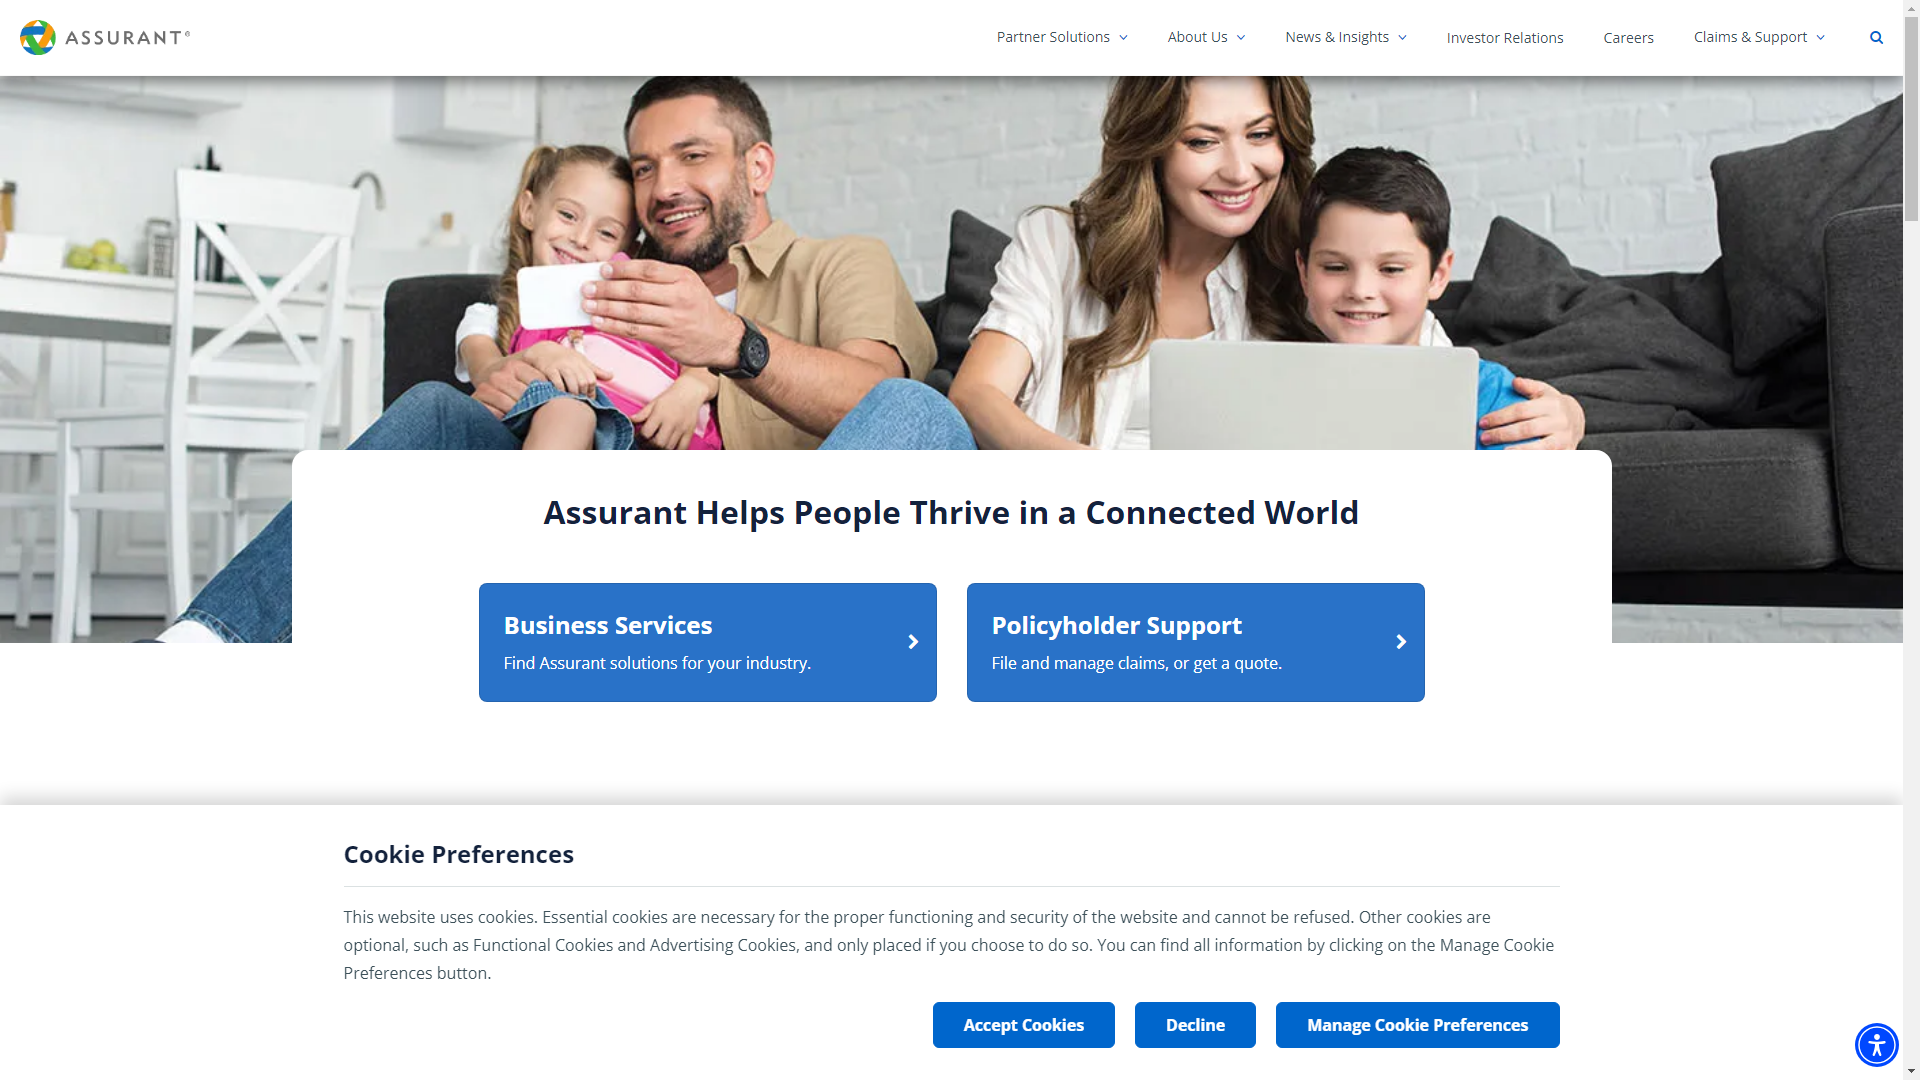 ASSURANT®
Partner Solutions
About Us
News & Insights
Investor Relations
Careers
Claims & Support
Assurant Helps People Thrive in a Connected World
Business Services
Find Assurant solutions for your industry.
Policyholder Support
File and manage claims, or get a quote.
Cookie Preferences
This website uses cookies. Essential cookies are necessary for the proper functioning and security of the website and cannot be refused. Other cookies are
optional, such as Functional Cookies and Advertising Cookies, and only placed if you choose to do so. You can find all information by clicking on the Manage Cookie
Preferences button.
Accept Cookies
Decline
Manage Cookie Preferences